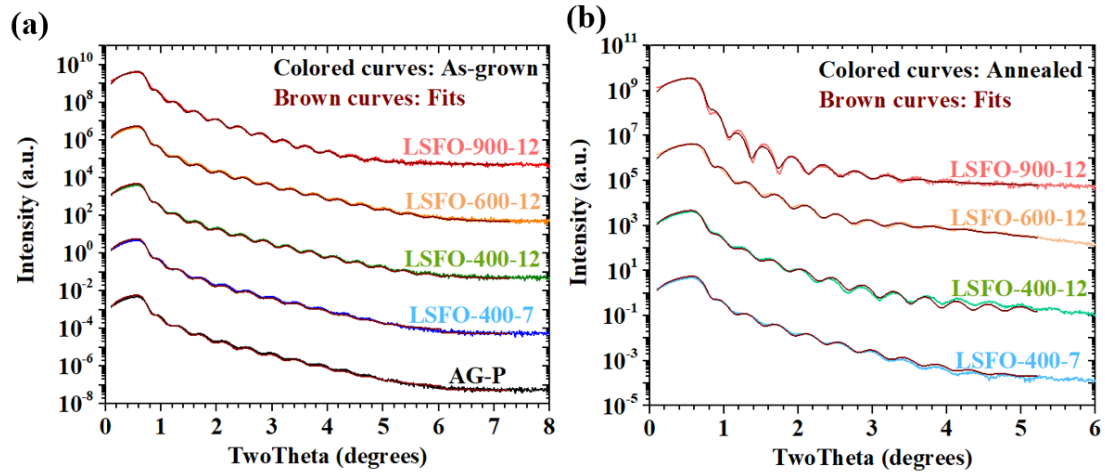 (a)
Intensity (a.u.)
10^10
10^8
10^6
10^4
10^2
10^0
10^-2
10^-4
10^-6
10^-8
Colored curves: As-grown
Brown curves: Fits
LSFO-900-12
LSFO-600-12
LSFO-400-12
LSFO-400-7
AG-P
0 1 2 3 4 5 6 7 8
TwoTheta (degrees)
(b)
Intensity (a.u.)
10^11
10^9
10^7
10^5
10^3
10^1
10^-1
10^-3
10^-5
Colored curves: Annealed
Brown curves: Fits
LSFO-900-12
LSFO-600-12
LSFO-400-12
LSFO-400-7
0 1 2 3 4 5 6
TwoTheta (degrees)